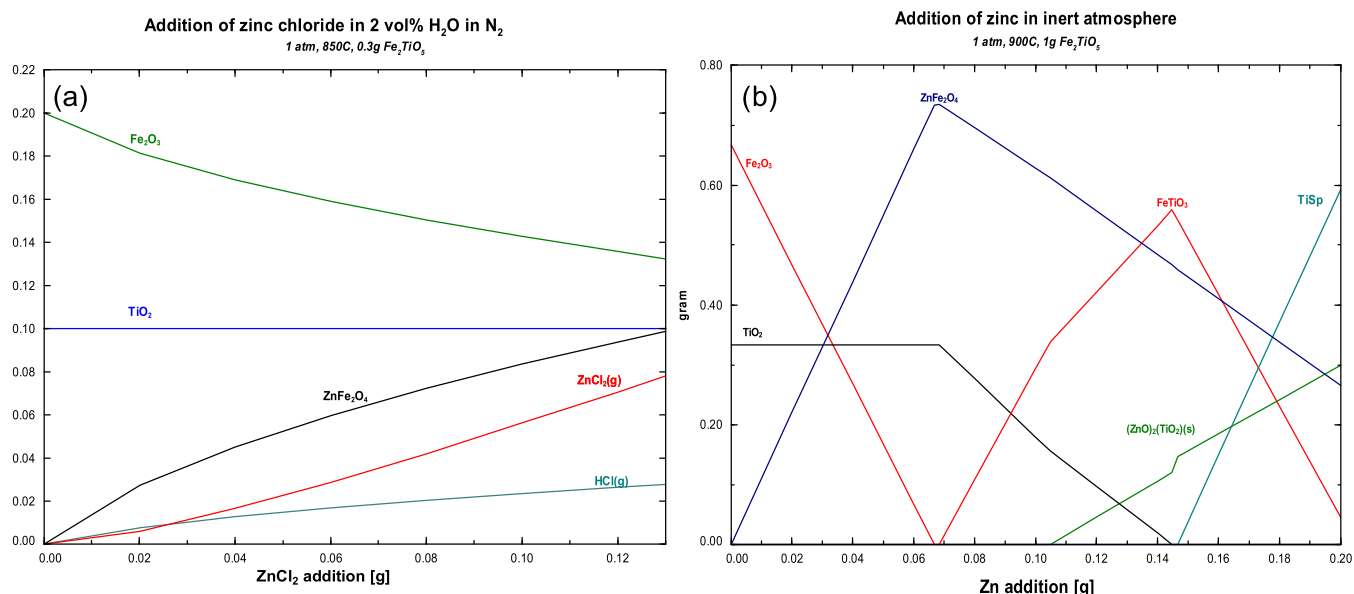 Addition of zinc chloride in 2 vol% H₂O in N₂
1 atm, 850C, 0.3g Fe₂TiO₅
(a)
0.22
0.20
0.18
0.16
0.14
0.12
0.10
0.08
0.06
0.04
0.02
0.00
Fe₂O₃
TiO₂
ZnFe₂O₄
ZnCl₂(g)
HCl(g)
0.00 0.02 0.04 0.06 0.08 0.10 0.12
ZnCl₂ addition [g]
Addition of zinc in inert atmosphere
1 atm, 900C, 1g Fe₂TiO₅
(b)
gram
0.80
0.60
0.40
0.20
0.00
ZnFe₂O₄
Fe₂O₃
TiO₂
FeTiO₃
TiSp
(ZnO)₂(TiO₂)(s)
0.00 0.02 0.04 0.06 0.08 0.10 0.12 0.14 0.16 0.18 0.20
Zn addition [g]